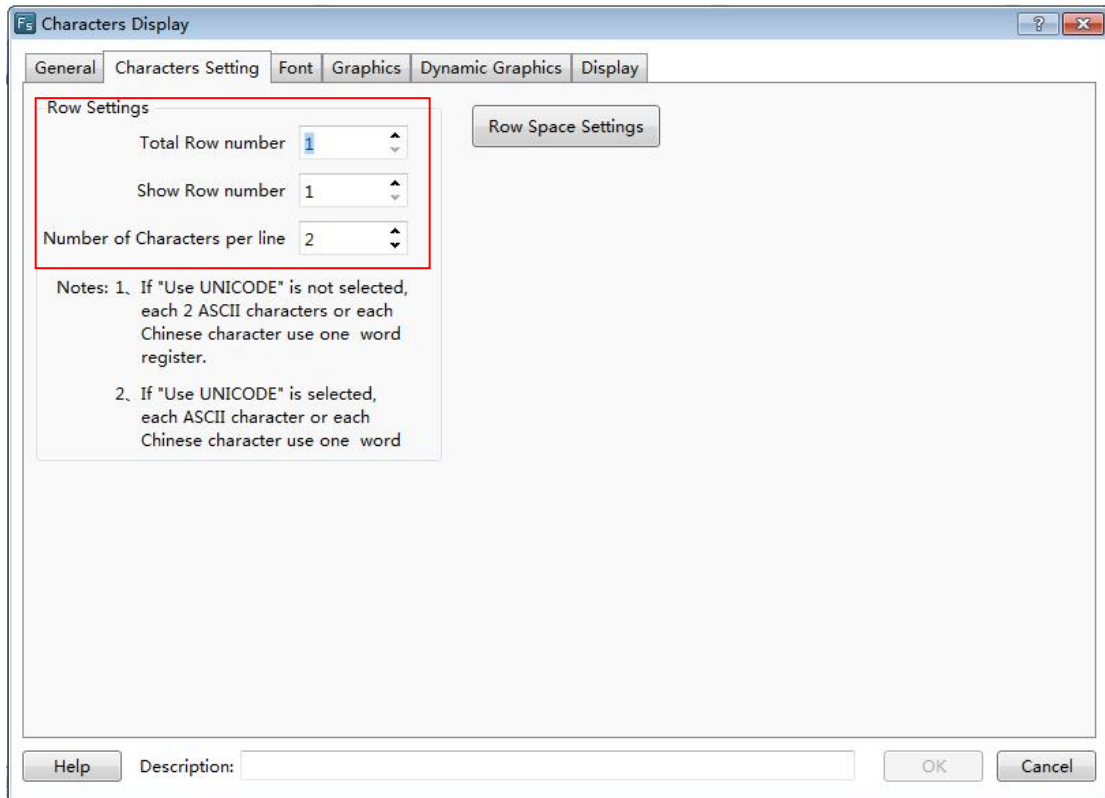 Fs Characters Display
General Characters Setting Font Graphics Dynamic Graphics Display
Row Settings
Row Space Settings
Total Row number 1
Show Row number 1
Number of Characters per line 2
Notes: 1、If "Use UNICODE" is not selected,
each 2 ASCII characters or each
Chinese character use one word
register.
2、If "Use UNICODE" is selected,
each ASCII character or each
Chinese character use one word
Help Description: OK Cancel